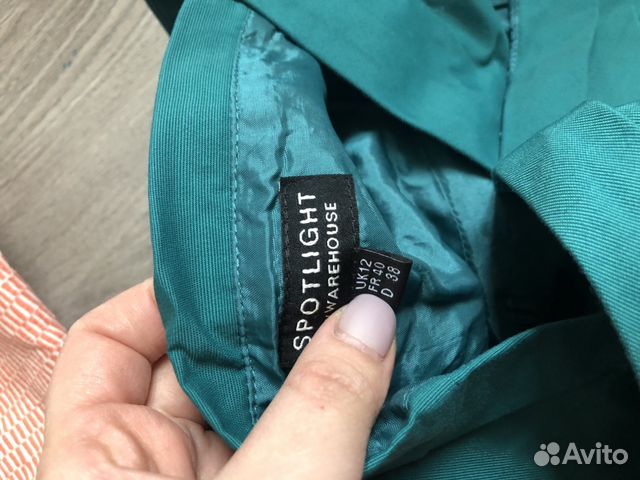 SPOTLIGHT
WAREHOUSE
UK12
FR 40
D 38
Avito